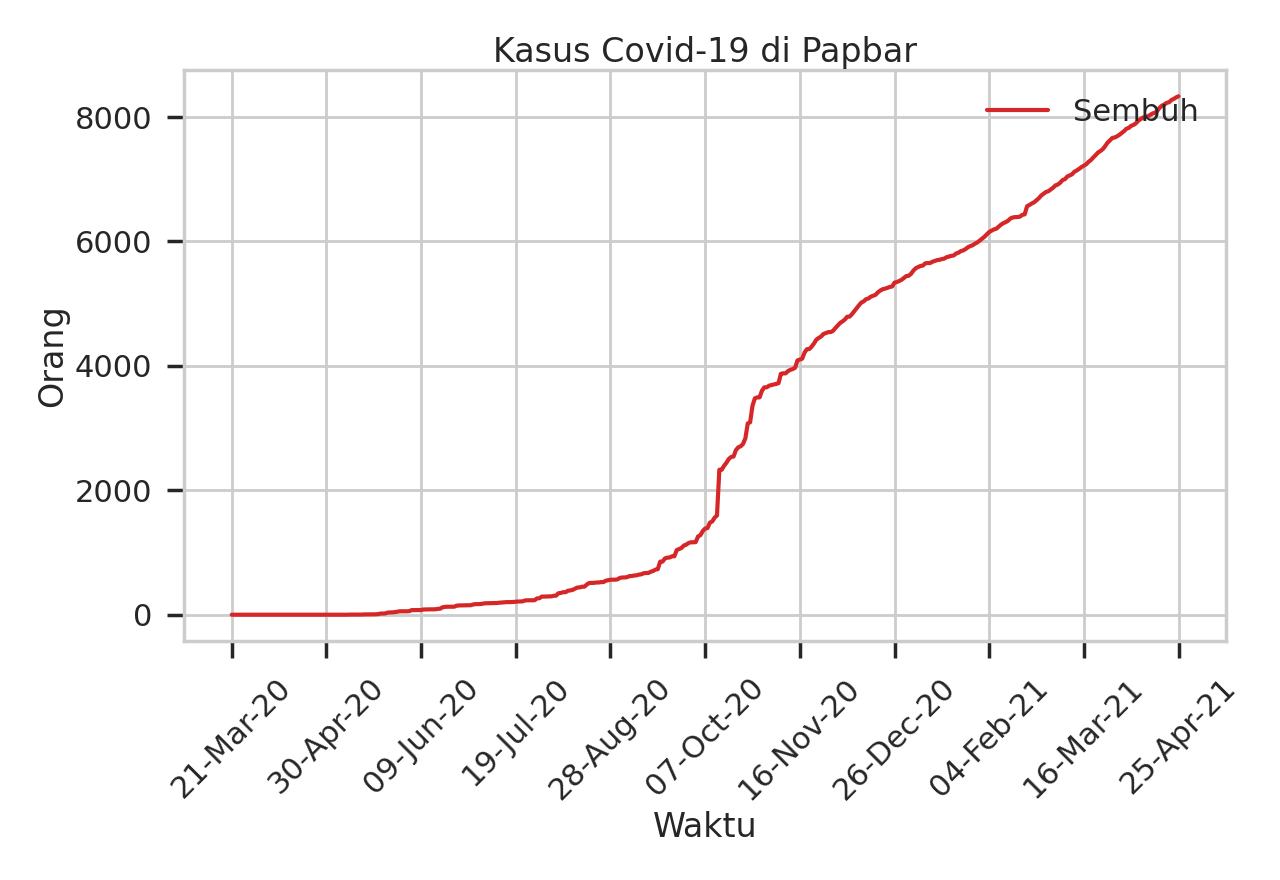 Kasus Covid-19 di Papbar
Sembuh
Orang
8000
6000
4000
2000
0
21-Mar-20
30-Apr-20
09-Jun-20
19-Jul-20
28-Aug-20
07-Oct-20
16-Nov-20
26-Dec-20
04-Feb-21
16-Mar-21
25-Apr-21
Waktu